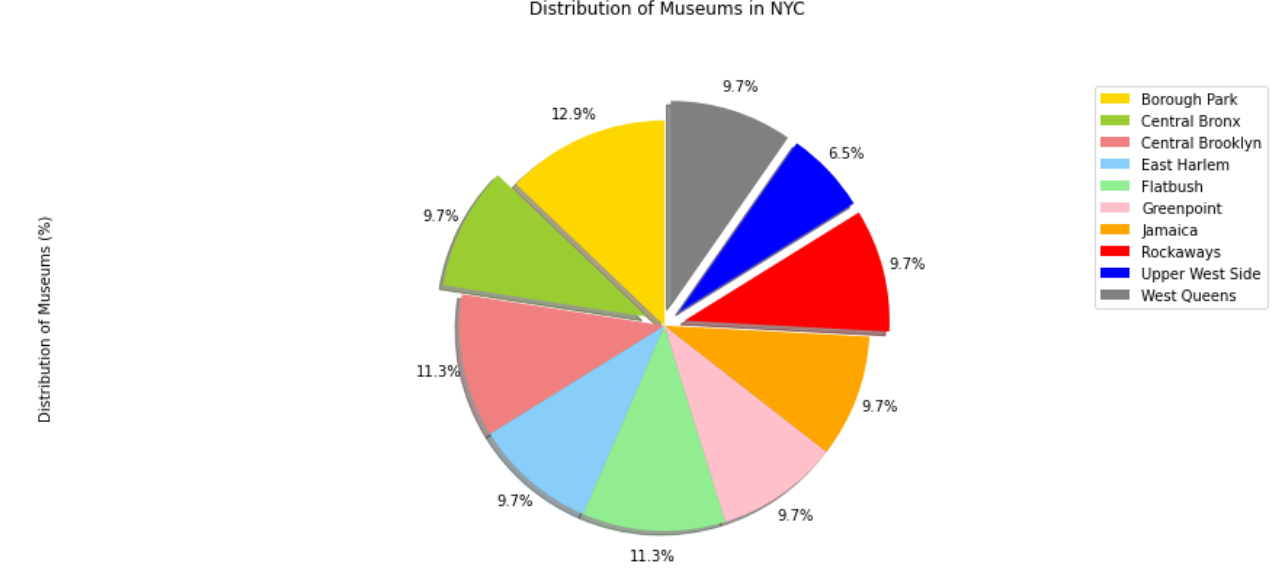 Distribution of Museums in NYC
Distribution of Museums (%)
9.7%
12.9%
6.5%
9.7%
9.7%
11.3%
9.7%
9.7%
9.7%
11.3%
Borough Park
Central Bronx
Central Brooklyn
East Harlem
Flatbush
Greenpoint
Jamaica
Rockaways
Upper West Side
West Queens